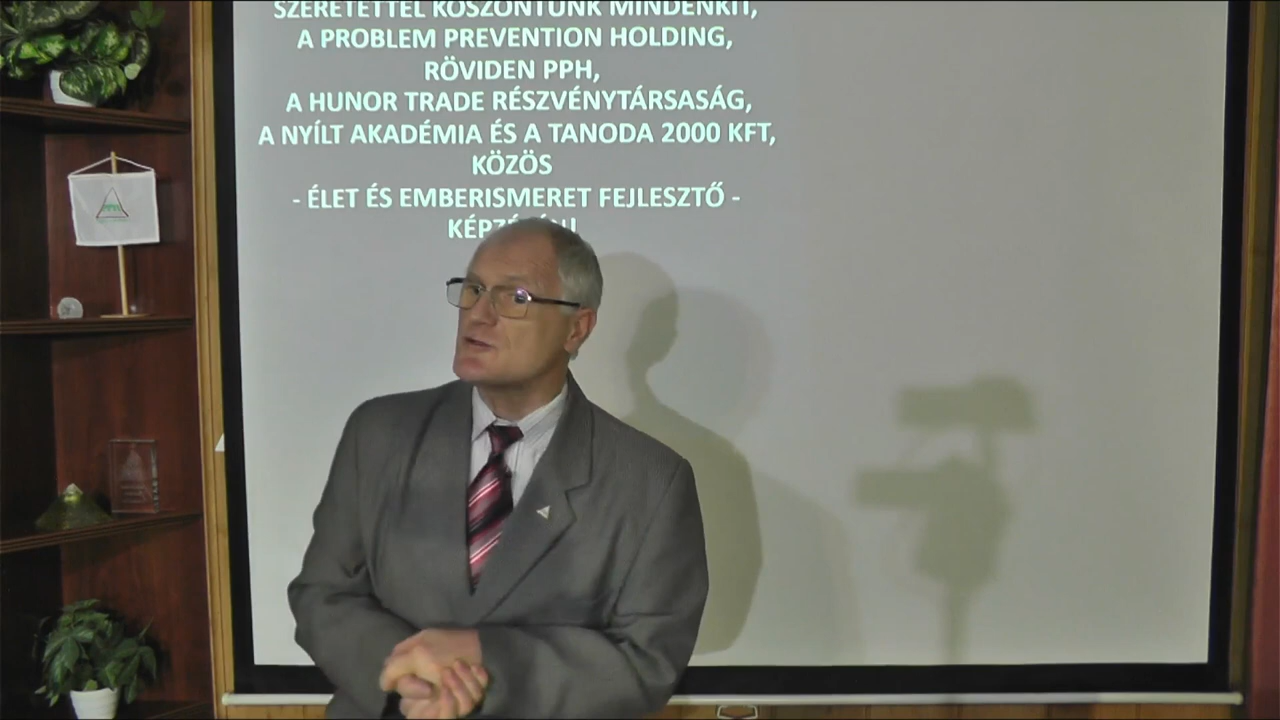 SZERETETTEL KÖSZÖNTÜNK MINDENKIT,
A PROBLEM PREVENTION HOLDING,
RÖVIDEN PPH,
A HUNOR TRADE RÉSZVÉNYTÁRSASÁG,
A NYÍLT AKADÉMIA ÉS A TANODA 2000 KFT,
KÖZÖS
- ÉLET ÉS EMBERISMERET FEJLESZTŐ -